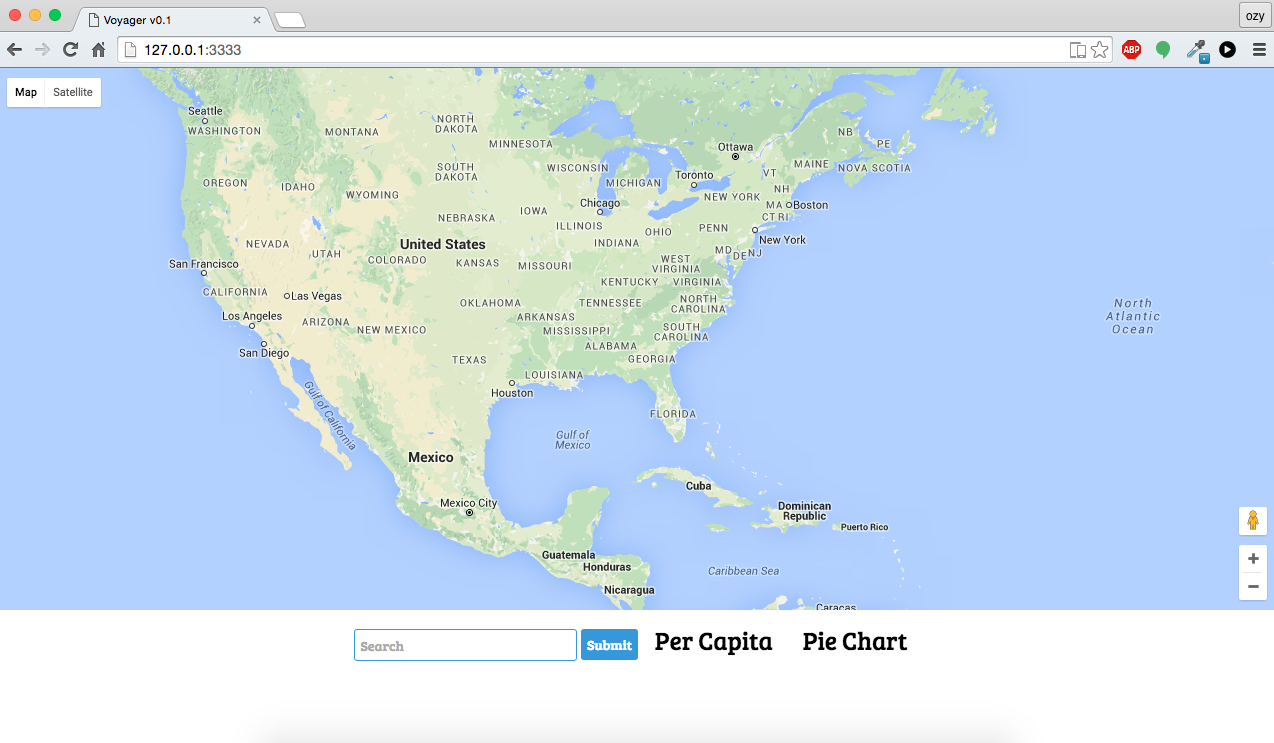 Voyager v0.1
ozy
127.0.0.1:3333
ABP
Map Satellite
Seattle
WASHINGTON
MONTANA
NORTH
DAKOTA
MINNESOTA
Ottawa
NB
PE
MAINE
NOVA SCOTIA
OREGON
IDAHO
WYOMING
SOUTH
DAKOTA
WISCONSIN
MICHIGAN
Toronto
VT
NH
NEW YORK
MA
Boston
CT RI
Chicago
IOWA
NEBRASKA
ILLINOIS
INDIANA
OHIO
PENN
New York
NEVADA
UTAH
United States
COLORADO
KANSAS
MISSOURI
WEST
VIRGINIA
MD
DE
NJ
San Francisco
CALIFORNIA
Las Vegas
KENTUCKY
VIRGINIA
OKLAHOMA
TENNESSEE
NORTH
CAROLINA
North
Atlantic
Ocean
Los Angeles
ARIZONA
NEW MEXICO
ARKANSAS
MISSISSIPPI
SOUTH
CAROLINA
San Diego
TEXAS
ALABAMA
GEORGIA
LOUISIANA
Houston
Gulf of California
FLORIDA
Gulf of
Mexico
Mexico
Mexico City
Cuba
Dominican
Republic
Puerto Rico
Guatemala
Honduras
Nicaragua
Caribbean Sea
Caracas
Search
Submit
Per Capita
Pie Chart